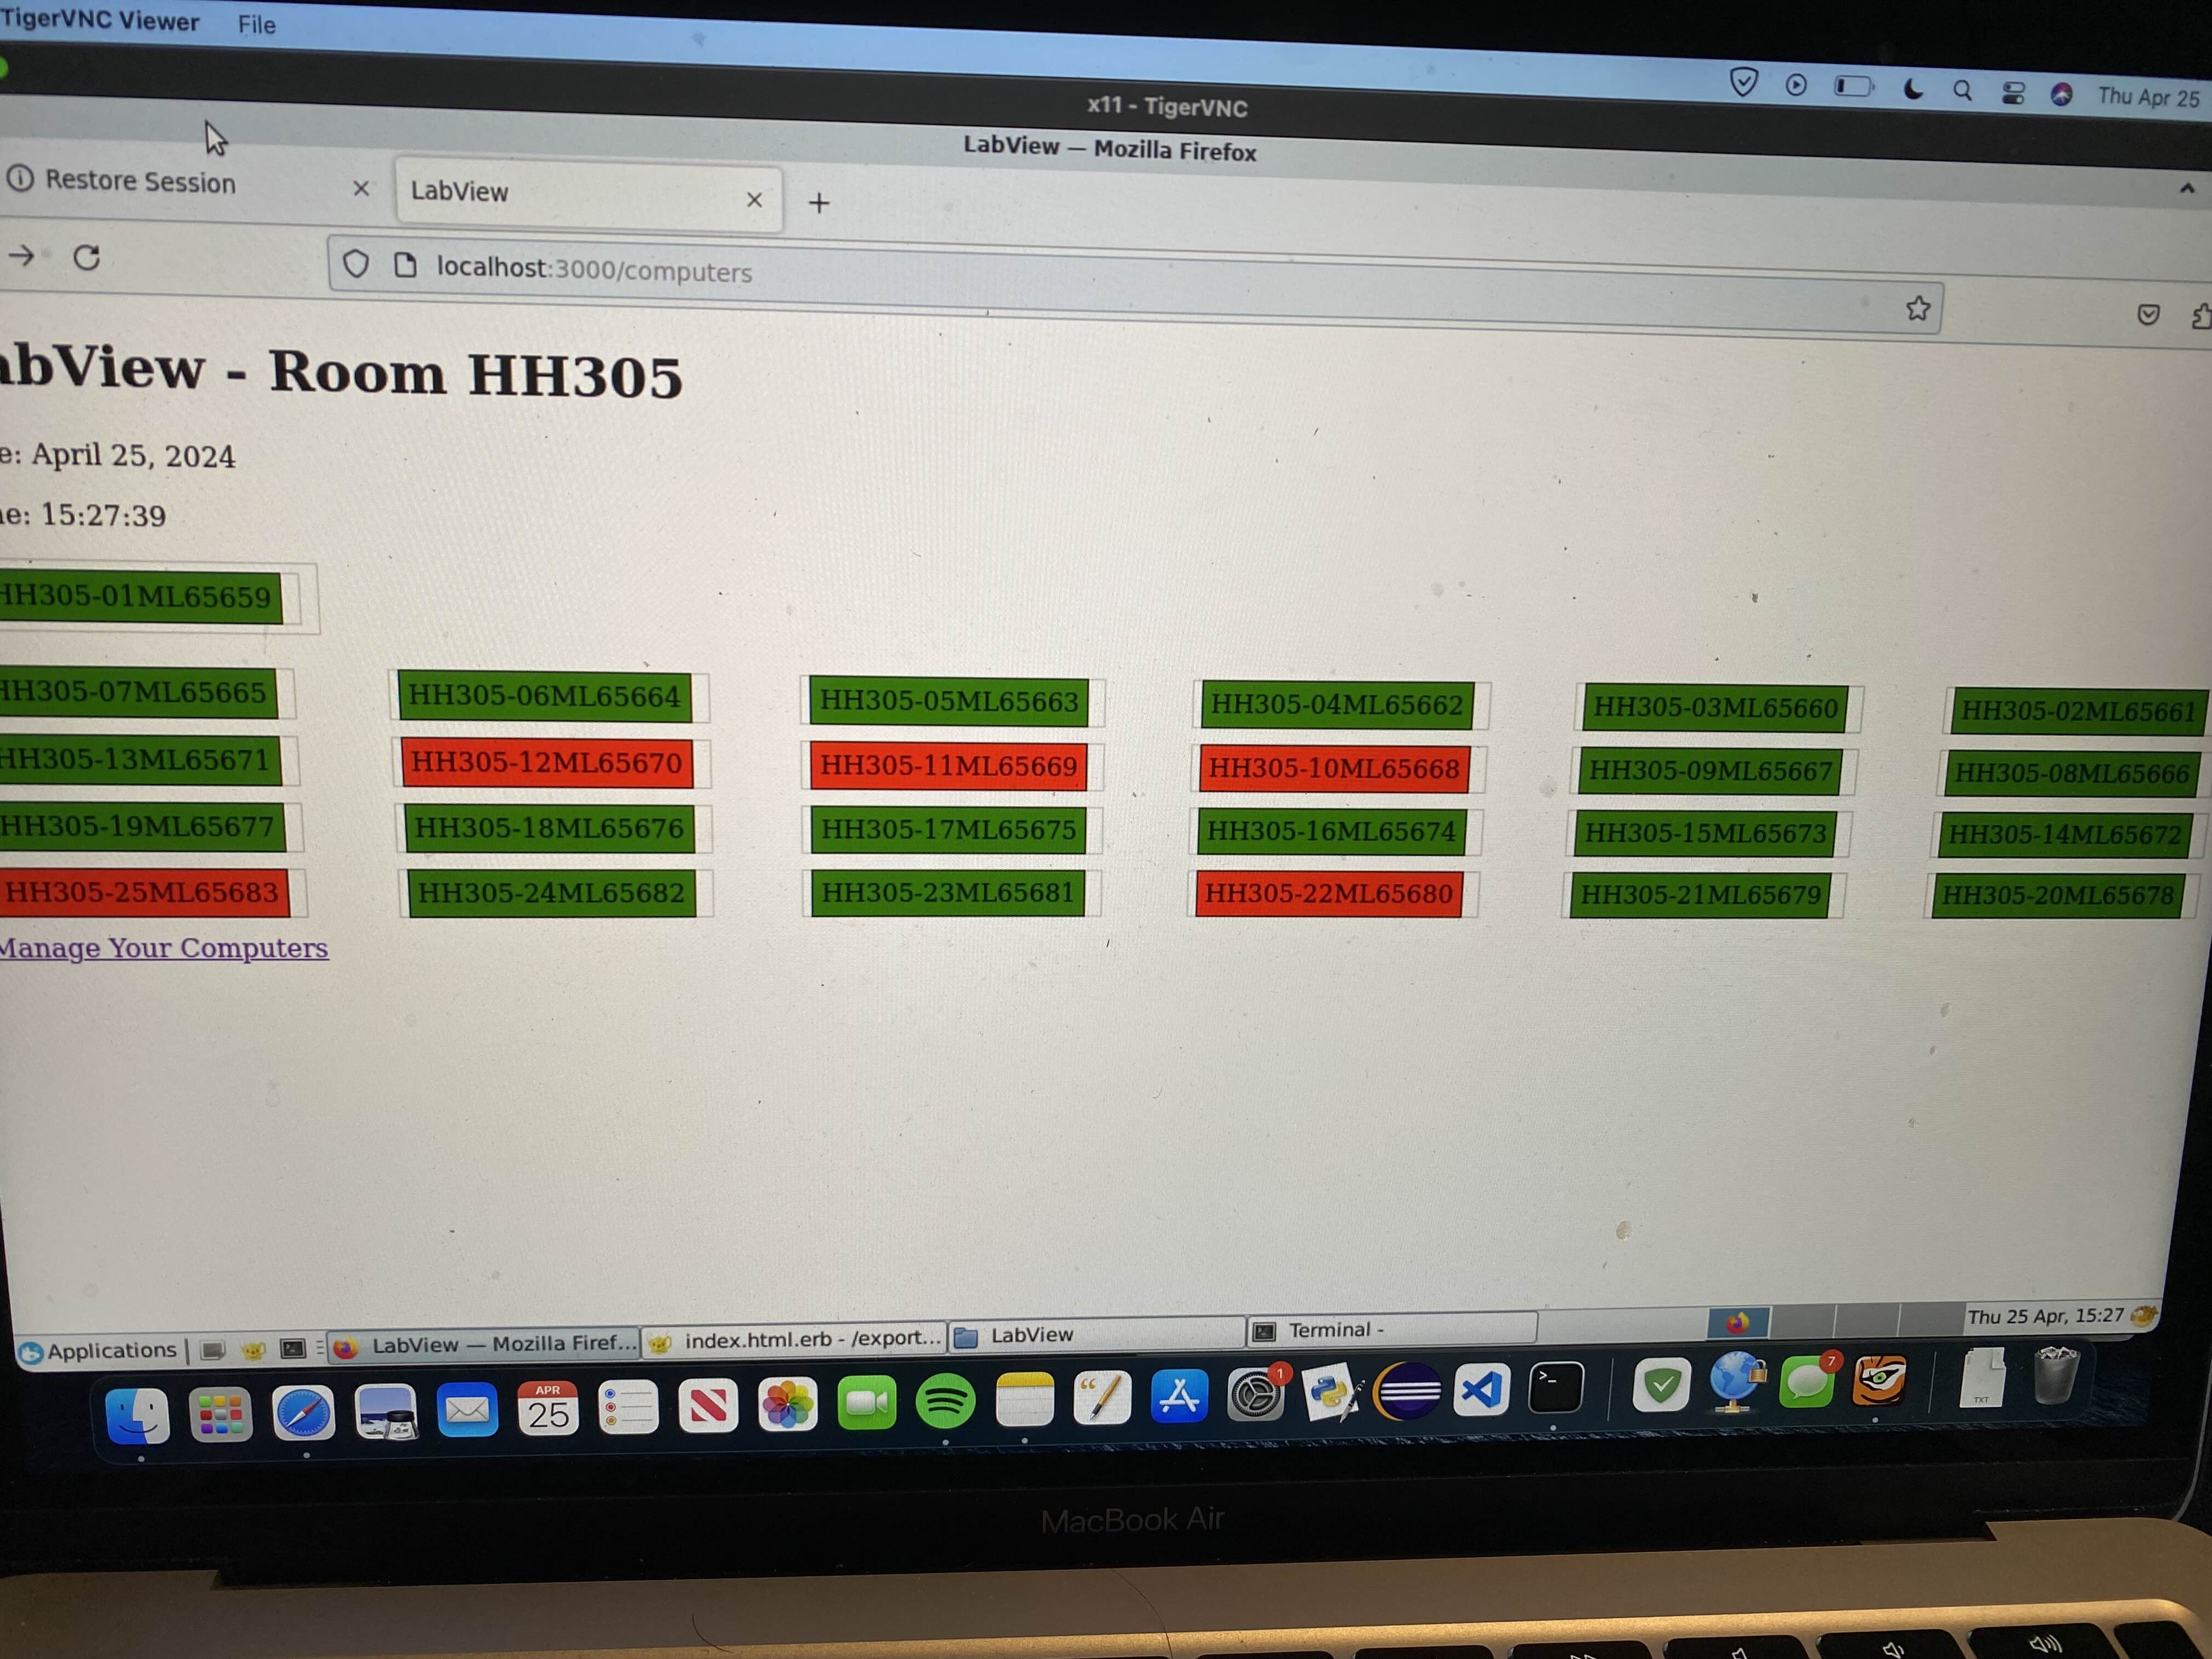 TigerVNC Viewer File
Thu Apr 25
x11 - TigerVNC
LabView — Mozilla Firefox
Restore Session
LabView
localhost:3000/computers
abView - Room HH305
e: April 25, 2024
e: 15:27:39
HH305-01ML65659
HH305-07ML65665 HH305-06ML65664 HH305-05ML65663 HH305-04ML65662 HH305-03ML65660 HH305-02ML65661
HH305-13ML65671 HH305-12ML65670 HH305-11ML65669 HH305-10ML65668 HH305-09ML65667 HH305-08ML65666
HH305-19ML65677 HH305-18ML65676 HH305-17ML65675 HH305-16ML65674 HH305-15ML65673 HH305-14ML65672
HH305-25ML65683 HH305-24ML65682 HH305-23ML65681 HH305-22ML65680 HH305-21ML65679 HH305-20ML65678
Manage Your Computers
Applications LabView — Mozilla Firef... index.html.erb - /export... LabView Terminal - Thu 25 Apr, 15:27
APR
25
1
7
TXT
MacBook Air